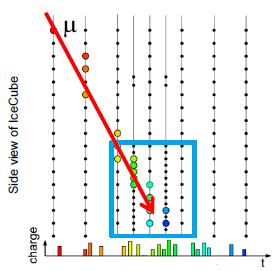 μ
Side view of IceCube
charge
t